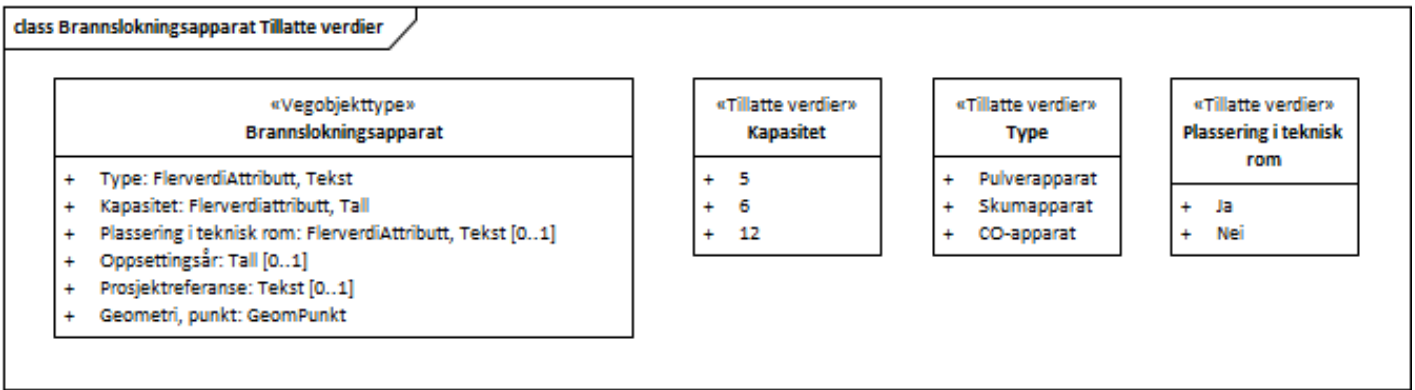 class Brannslokningsapparat Tillatte verdier
«Vegobjekttype»
Brannslokningsapparat
+ Type: FlerverdiAttributt, Tekst
+ Kapasitet: Flerverdiattributt, Tall
+ Plassering i teknisk rom: FlerverdiAttributt, Tekst [0..1]
+ Oppsettingsår: Tall [0..1]
+ Prosjektreferanse: Tekst [0..1]
+ Geometri, punkt: GeomPunkt
«Tillatte verdier»
Kapasitet
+ 5
+ 6
+ 12
«Tillatte verdier»
Type
+ Pulverapparat
+ Skumapparat
+ CO-apparat
«Tillatte verdier»
Plassering i teknisk
rom
+ Ja
+ Nei